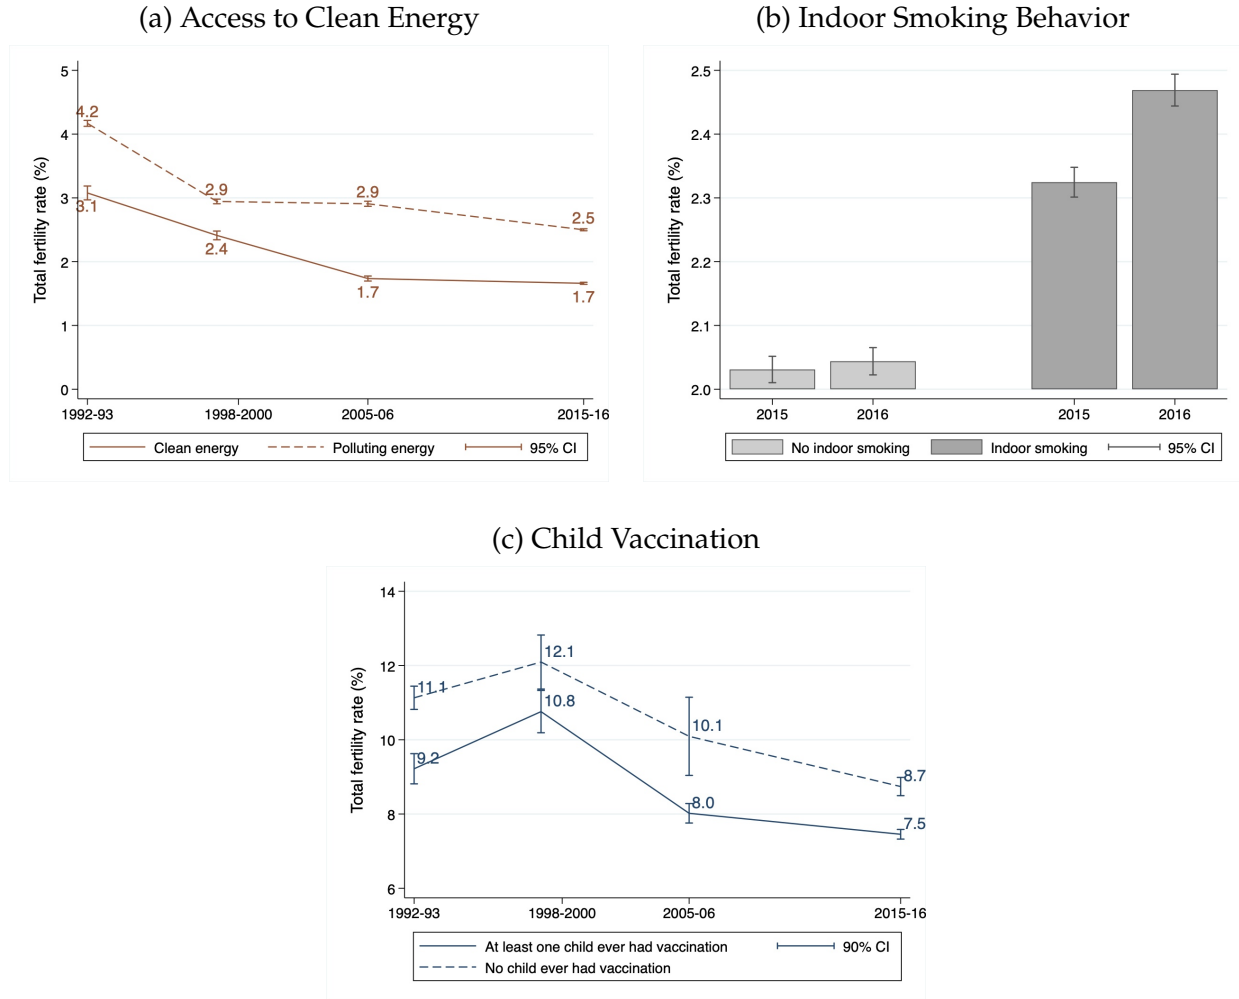 (a) Access to Clean Energy
Total fertility rate (%)
5
4
3
2
1
0
4.2
2.9
2.9
2.5
3.1
2.4
1.7
1.7
1992-93 1998-2000 2005-06 2015-16
Clean energy Polluting energy 95% CI
(b) Indoor Smoking Behavior
Total fertility rate (%)
2.5
2.4
2.3
2.2
2.1
2.0
2015 2016 2015 2016
No indoor smoking Indoor smoking 95% CI
(c) Child Vaccination
Total fertility rate (%)
14
12
10
8
6
12.1
11.1
10.8
10.1
9.2
8.7
8.0
7.5
1992-93 1998-2000 2005-06 2015-16
At least one child ever had vaccination 90% CI
No child ever had vaccination